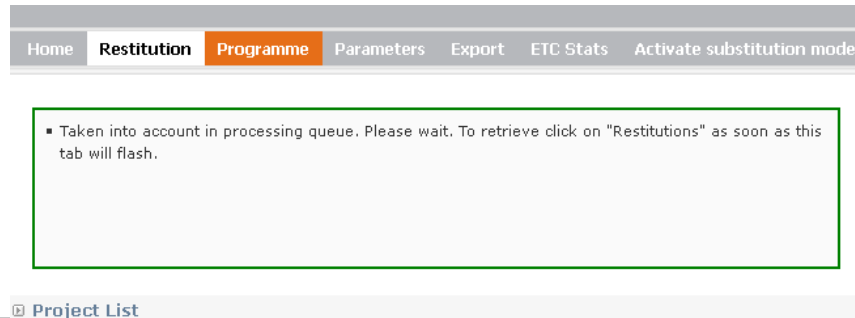 Home Restitution Programme Parameters Export ETC Stats Activate substitution mode
Taken into account in processing queue. Please wait. To retrieve click on "Restitutions" as soon as this
tab will flash.
Project List